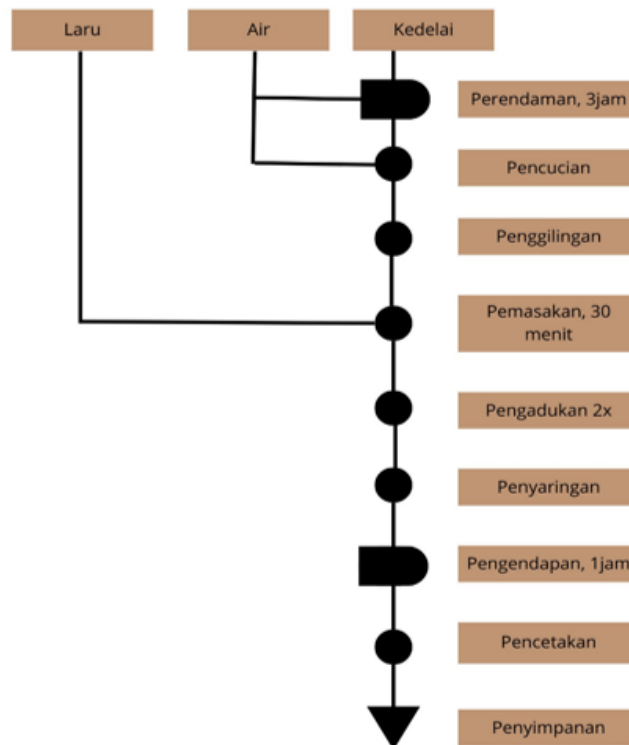 Laru
Air
Kedelai
Perendaman, 3jam
Pencucian
Penggilingan
Pemasakan, 30
menit
Pengadukan 2x
Penyaringan
Pengendapan, 1jam
Pencetakan
Penyimpanan